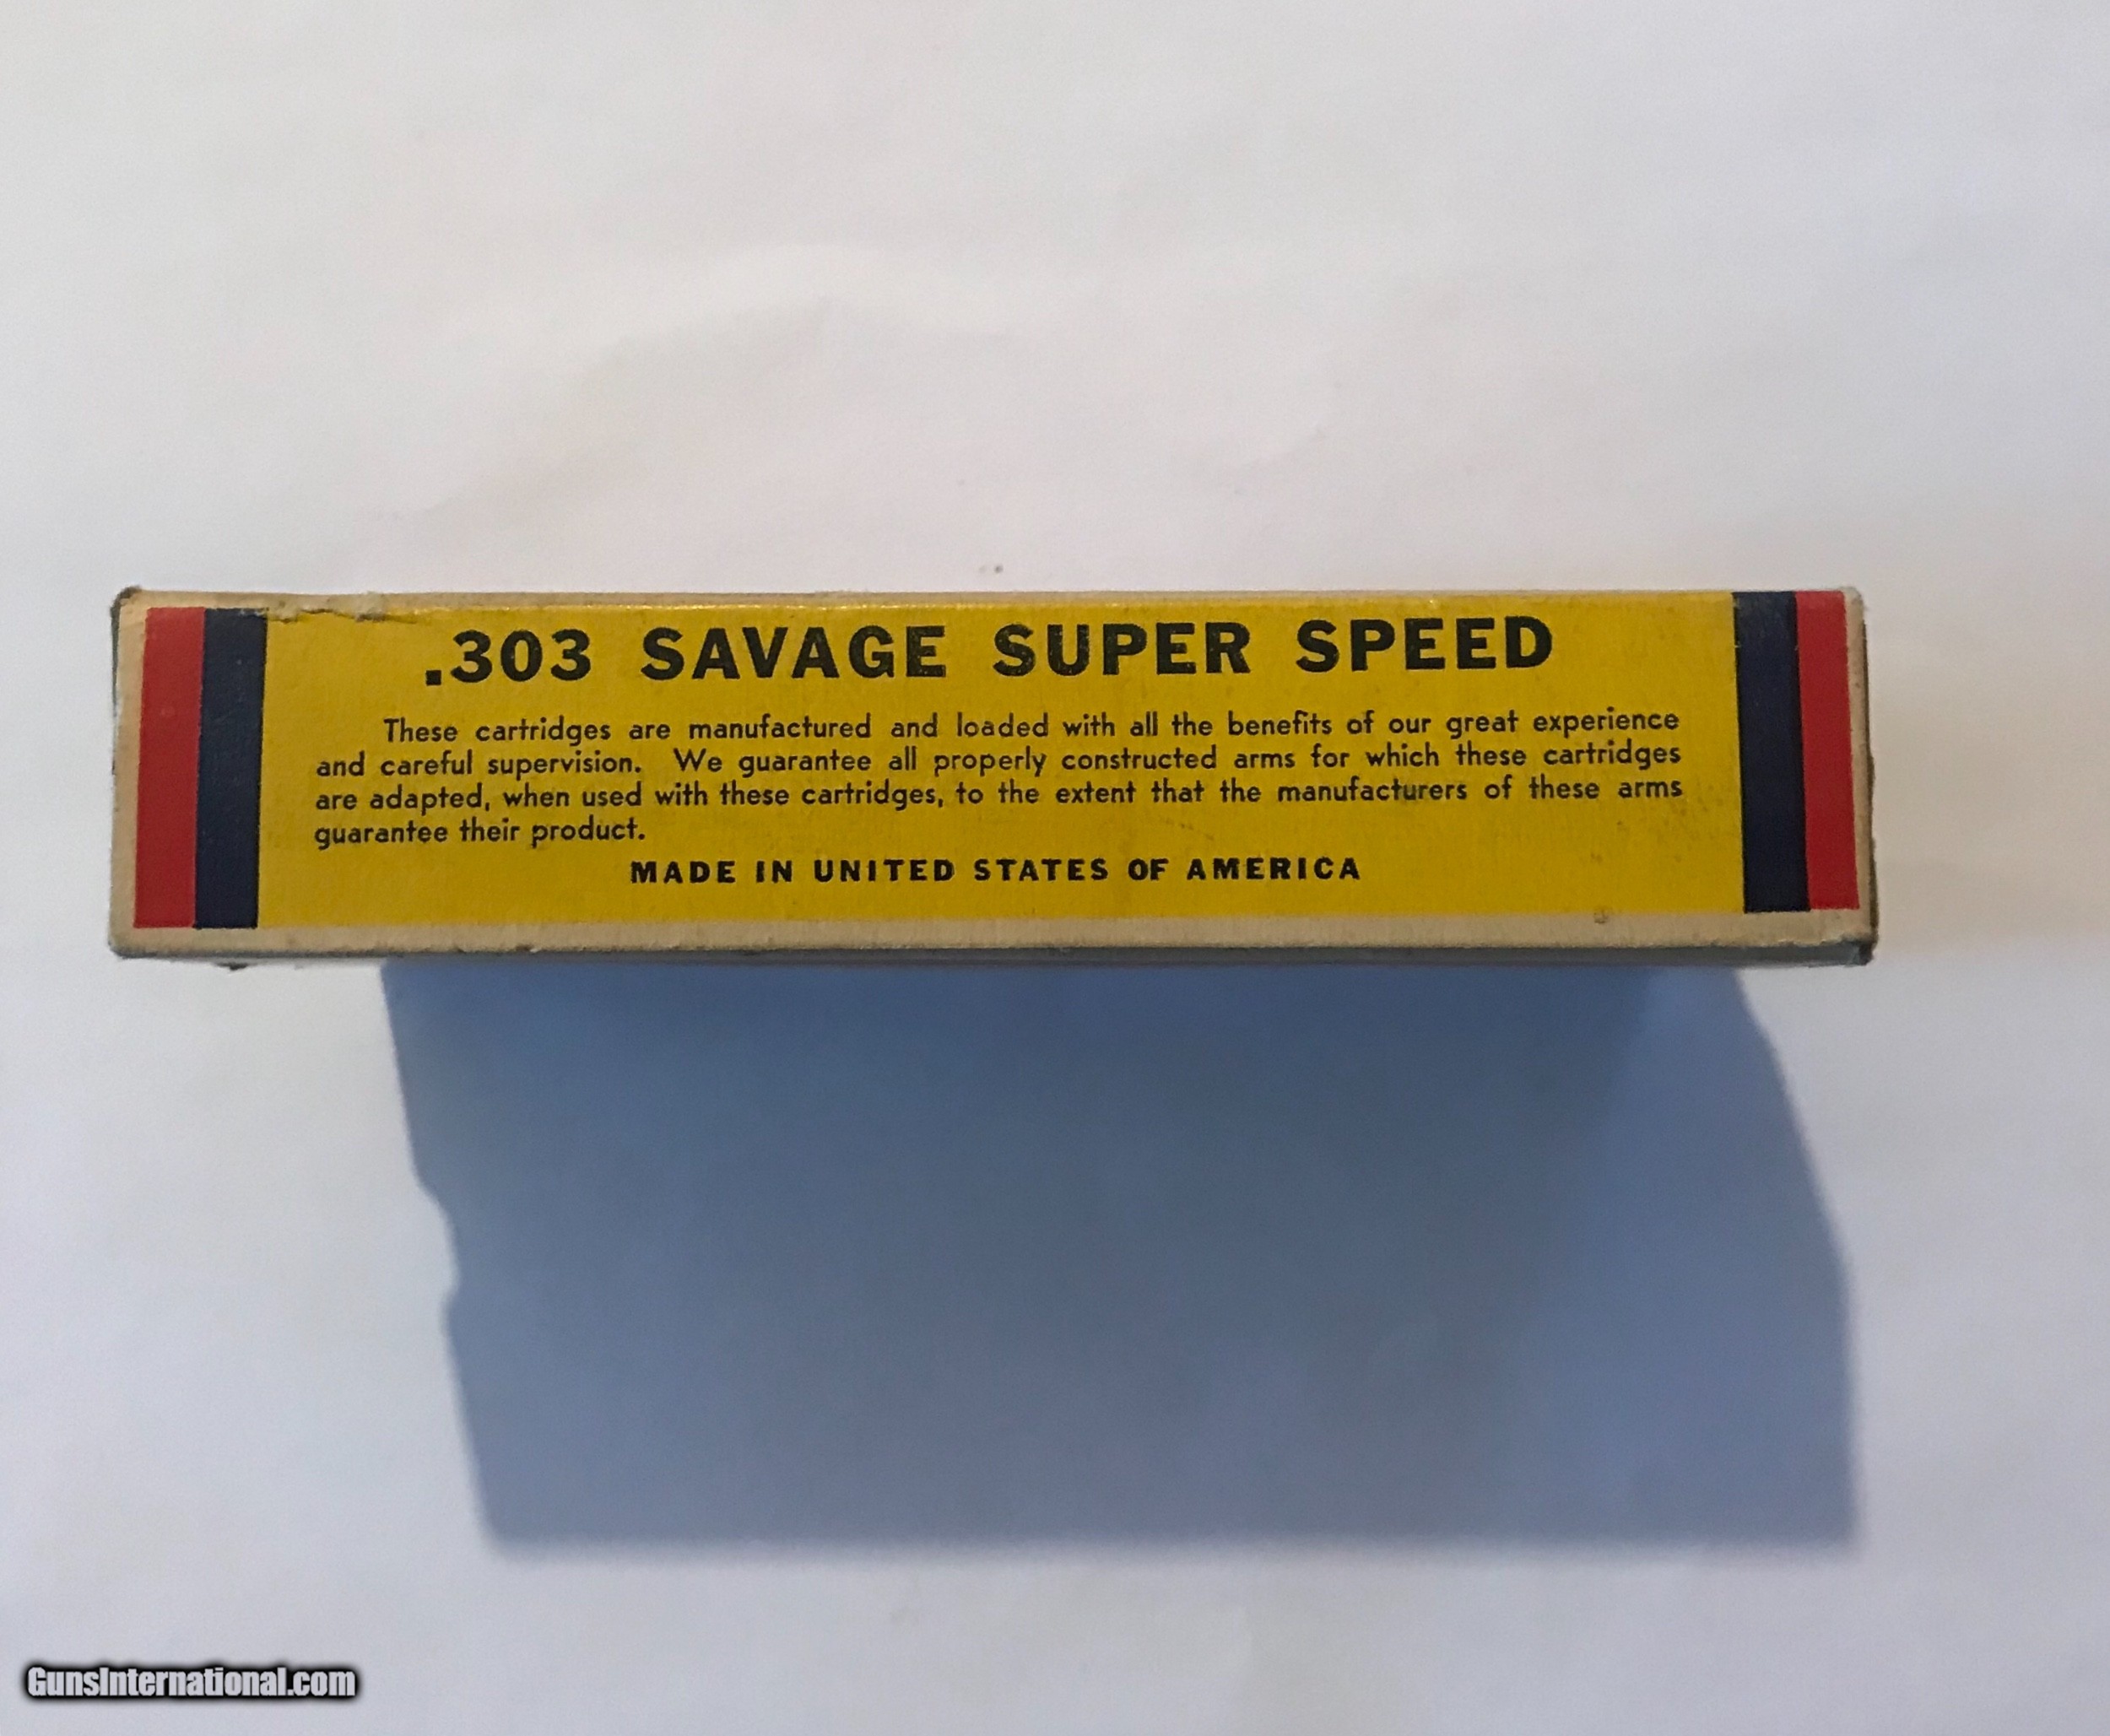 .303 SAVAGE SUPER SPEED
These cartridges are manufactured and loaded with all the benefits of our great experience
and careful supervision. We guarantee all properly constructed arms for which these cartridges
are adapted, when used with these cartridges, to the extent that the manufacturers of these arms
guarantee their product.
MADE IN UNITED STATES OF AMERICA
GunsInternational.com